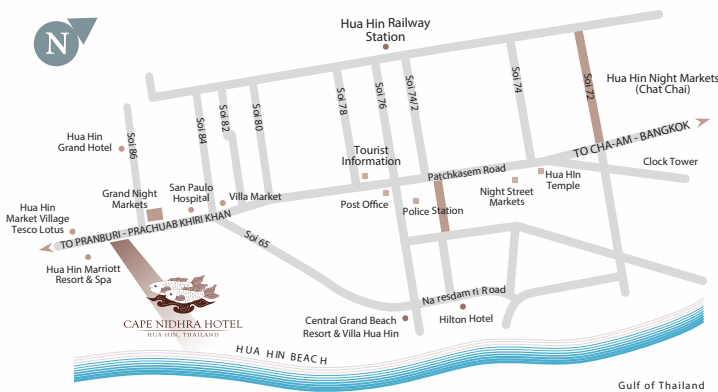 N
Hua Hin Railway
Station
Soi 86
Soi 84
Soi 82
Soi 80
Soi 78
Soi 76
Soi 74/2
Soi 74
Soi 72
Hua Hin Night Markets
(Chat Chai)
TO CHA-AM - BANGKOK
Clock Tower
Hua Hin
Grand Hotel
Tourist
Information
Patchkasem Road
Hua HIn
Temple
Night Street
Markets
Grand Night
Markets
San Paulo
Hospital
Villa Market
Post Office
Police Station
Hua Hin
Market Village
Tesco Lotus
TO PRANBURI - PRACHUAB KHIRI KHAN
Soi 65
Hua Hin Marriott
Resort & Spa
CAPE NIDHRA HOTEL
HUA HIN, THAILAND
Na resdam ri Road
Central Grand Beach
Resort & Villa Hua Hin
Hilton Hotel
HUA HIN BEACH
Gulf of Thailand